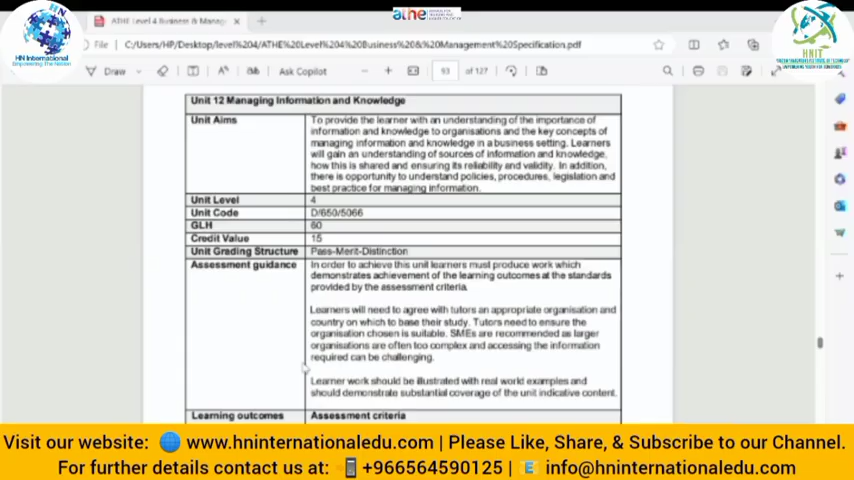 ATHE Level 4 Business & Manag
athe
HN International
Empowering The Nation
HNIT
File
C:/Users/HP/Desktop/level%204/ATHE%20Level%204%20Business%20&%20Management%20Specification.pdf
Draw
Ask Copilot
93 of 127
Unit 12 Managing Information and Knowledge
Unit Aims
To provide the learner with an understanding of the importance of
information and knowledge to organisations and the key concepts of
managing information and knowledge in a business setting. Learners
will gain an understanding of sources of information and knowledge,
how this is shared and ensuring its reliability and validity. In addition,
there is opportunity to understand policies, procedures, legislation and
best practice for managing information.
Unit Level 4
Unit Code D/650/5066
GLH 60
Credit Value 15
Unit Grading Structure Pass-Merit-Distinction
Assessment guidance
In order to achieve this unit learners must produce work which
demonstrates achievement of the learning outcomes at the standards
provided by the assessment criteria.
Learners will need to agree with tutors an appropriate organisation and
country on which to base their study. Tutors need to ensure the
organisation chosen is suitable. SMEs are recommended as larger
organisations are often too complex and accessing the information
required can be challenging.
Learner work should be illustrated with real world examples and
should demonstrate substantial coverage of the unit indicative content.
Learning outcomes Assessment criteria
Visit our website: www.hninternationaledu.com | Please Like, Share, & Subscribe to our Channel.
For further details contact us at: +966564590125 | info@hninternationaledu.com